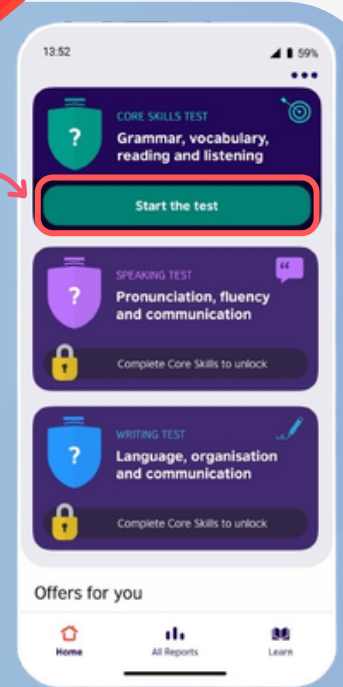 13:52
59%
CORE SKILLS TEST
?
Grammar, vocabulary,
reading and listening
Start the test
SPEAKING TEST
“
?
Pronunciation, fluency
and communication
Complete Core Skills to unlock
WRITING TEST
?
Language, organisation
and communication
Complete Core Skills to unlock
Offers for you
Home
All Reports
Learn